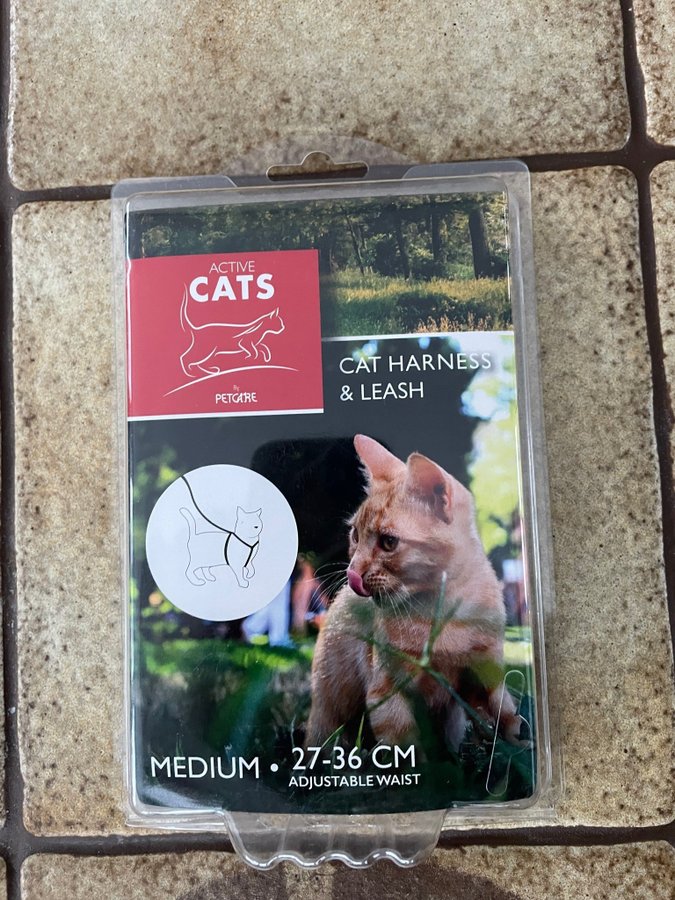 ACTIVE
CATS
By
PETCARE
CAT HARNESS
& LEASH
MEDIUM • 27-36 CM
ADJUSTABLE WAIST